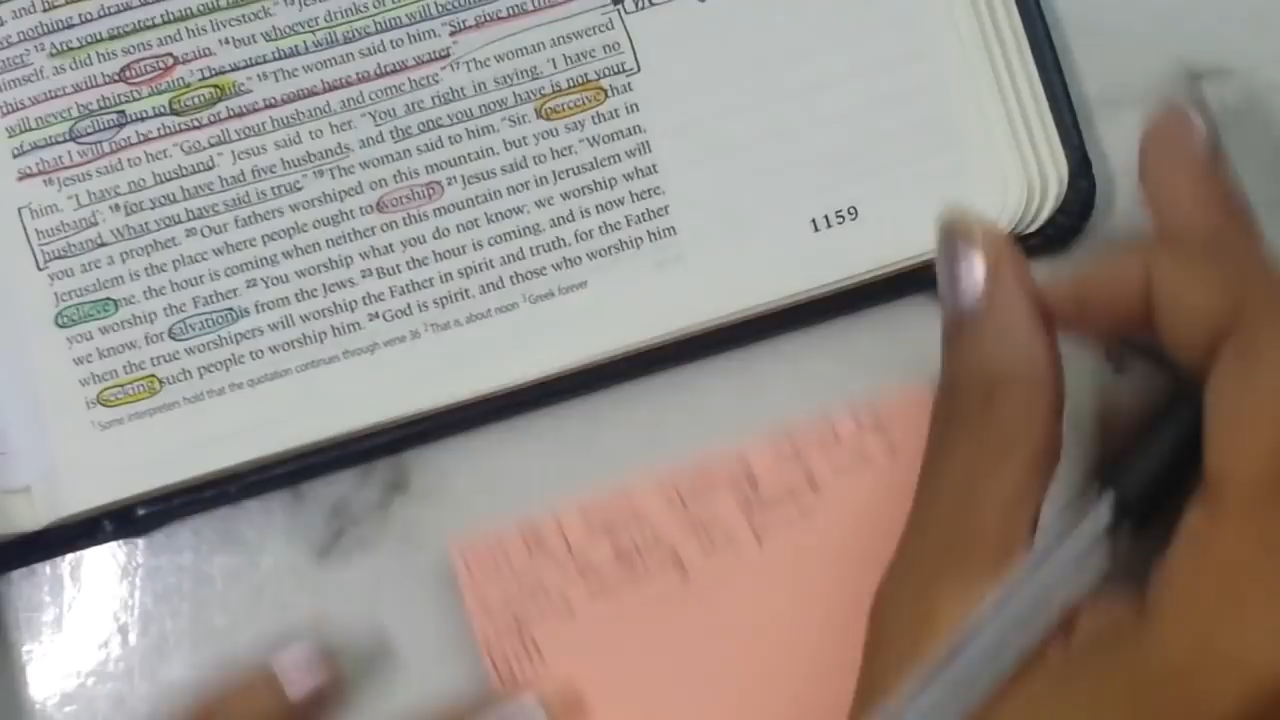 nothing to draw w
12 Are you greater than our
himself, as did his sons and his livestock." 13 Jes
this water will be thirsty again, 14 but whoever drinks of
will never be thirsty again. 3 The water that I will give him will becom
of water welling up to eternal life." 15 The woman said to him, "Sir, give me th
so that I will not be thirsty or have to come here to draw water."
16 Jesus said to her, "Go, call your husband, and come here." 17 The woman answered
him, "I have no husband." Jesus said to her, "You are right in saying, 'I have no
husband'; 18 for you have had five husbands, and the one you now have is not your
husband. What you have said is true." 19 The woman said to him, "Sir, I perceive that
you are a prophet. 20 Our fathers worshiped on this mountain, but you say that in
Jerusalem is the place where people ought to worship." 21 Jesus said to her, "Woman,
believe me, the hour is coming when neither on this mountain nor in Jerusalem will
you worship the Father. 22 You worship what you do not know; we worship what
we know, for salvation is from the Jews. 23 But the hour is coming, and is now here,
when the true worshipers will worship the Father in spirit and truth, for the Father
is seeking such people to worship him. 24 God is spirit, and those who worship him
1 Some interpreters hold that the quotation continues through verse 36 2 That is, about noon 3 Greek forever
1159